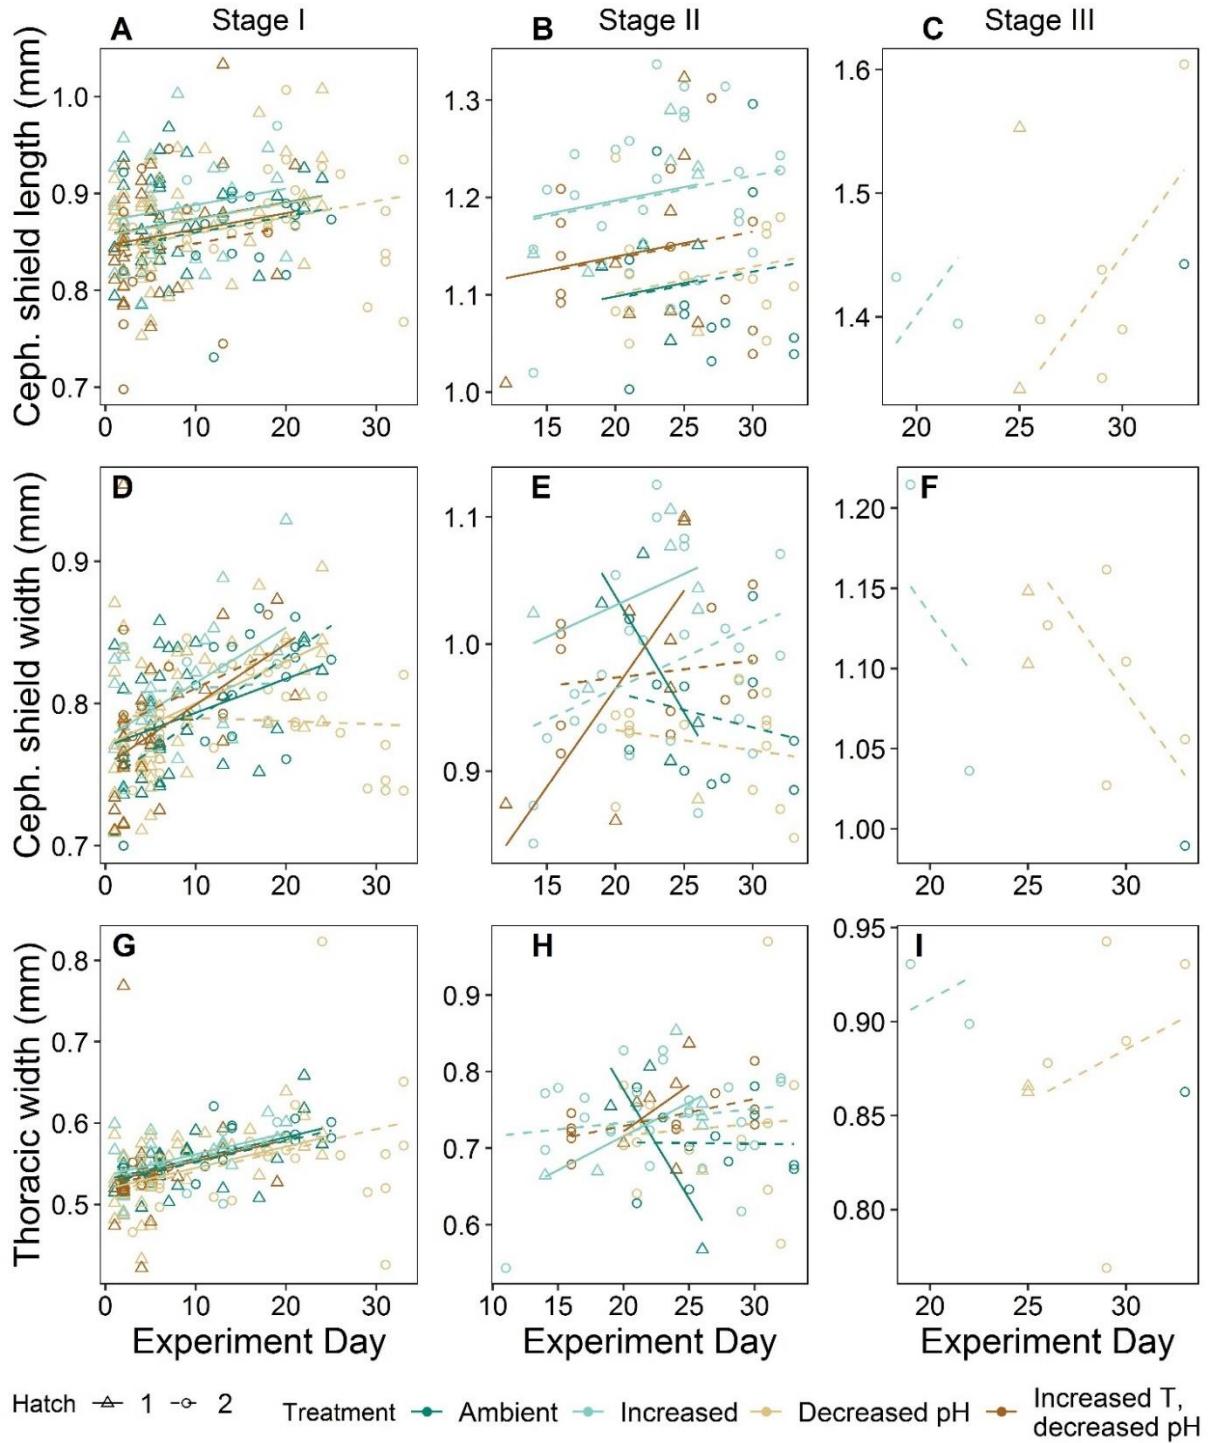 A Stage I B Stage II C Stage III
Ceph. shield length (mm)
1.0
0.9
0.8
0.7
0 10 20 30
1.3
1.2
1.1
1.0
15 20 25 30
1.6
1.5
1.4
20 25 30
D E F
Ceph. shield width (mm)
0.9
0.8
0.7
0 10 20 30
1.1
1.0
0.9
15 20 25 30
1.20
1.15
1.10
1.05
1.00
20 25 30
G H I
Thoracic width (mm)
0.8
0.7
0.6
0.5
0 10 20 30
0.9
0.8
0.7
0.6
10 15 20 25 30
0.95
0.90
0.85
0.80
20 25 30
Experiment Day Experiment Day Experiment Day
Hatch 1 2 Treatment Ambient Increased Decreased pH Increased T,
decreased pH